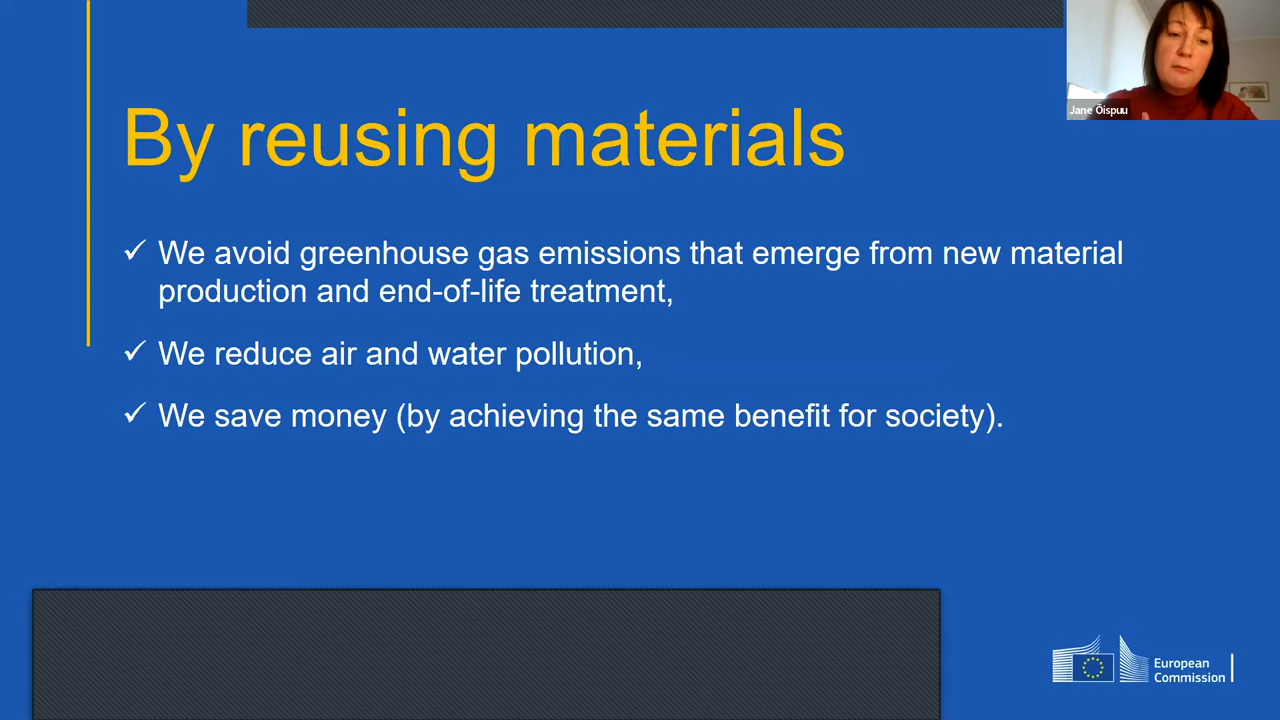 Jane Õispuu
By reusing materials
✓ We avoid greenhouse gas emissions that emerge from new material
production and end-of-life treatment,
✓ We reduce air and water pollution,
✓ We save money (by achieving the same benefit for society).
European
Commission